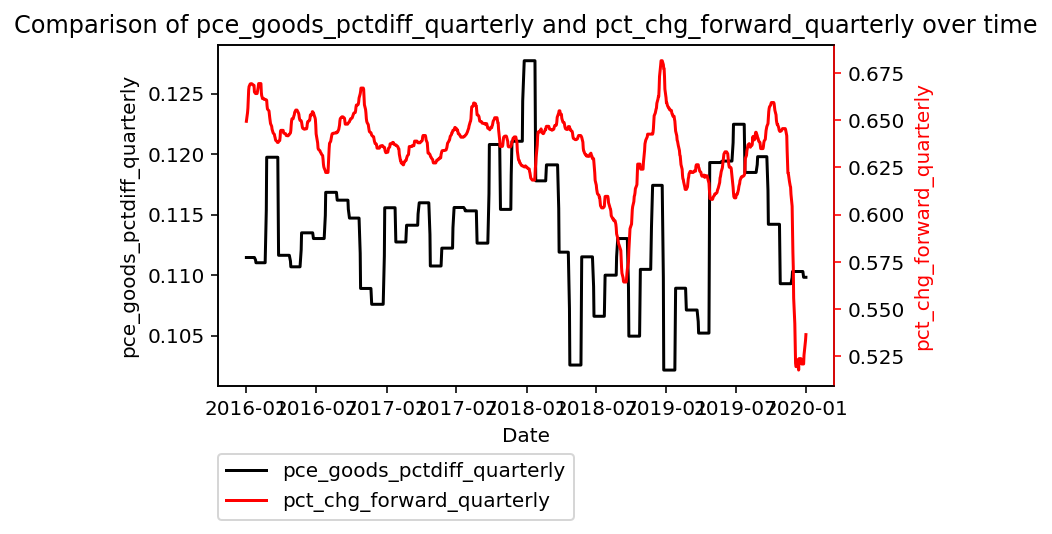 Comparison of pce_goods_pctdiff_quarterly and pct_chg_forward_quarterly over time
pce_goods_pctdiff_quarterly
0.125
0.120
0.115
0.110
0.105
0.675
0.650
0.625
0.600
0.575
0.550
0.525
pct_chg_forward_quarterly
2016-01 2016-07 2017-01 2017-07 2018-01 2018-07 2019-01 2019-07 2020-01
Date
pce_goods_pctdiff_quarterly
pct_chg_forward_quarterly